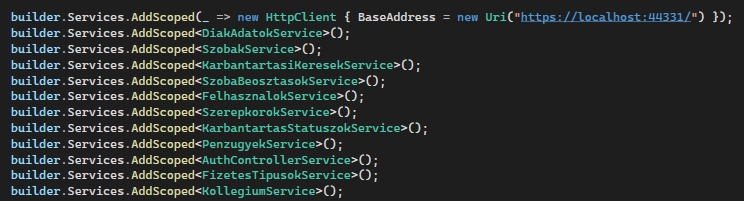 builder.Services.AddScoped(_ => new HttpClient { BaseAddress = new Uri("https://localhost:44331/") });
builder.Services.AddScoped<DiakAdatokService>();
builder.Services.AddScoped<SzobakService>();
builder.Services.AddScoped<KarbantartasiKeresekService>();
builder.Services.AddScoped<SzobaBeosztasokService>();
builder.Services.AddScoped<FelhasznalokService>();
builder.Services.AddScoped<SzerepkorokService>();
builder.Services.AddScoped<KarbantartasStatuszokService>();
builder.Services.AddScoped<PenzugyekService>();
builder.Services.AddScoped<AuthControllerService>();
builder.Services.AddScoped<FizetesTipusokService>();
builder.Services.AddScoped<KollegiumService>();